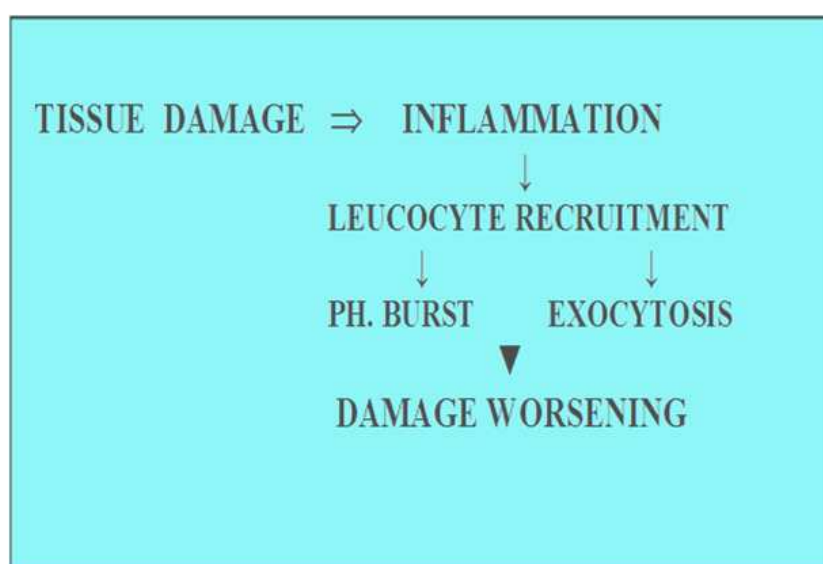 TISSUE DAMAGE ⇒ INFLAMMATION
↓
LEUCOCYTE RECRUITMENT
↓ ↓
PH. BURST EXOCYTOSIS
▼
DAMAGE WORSENING